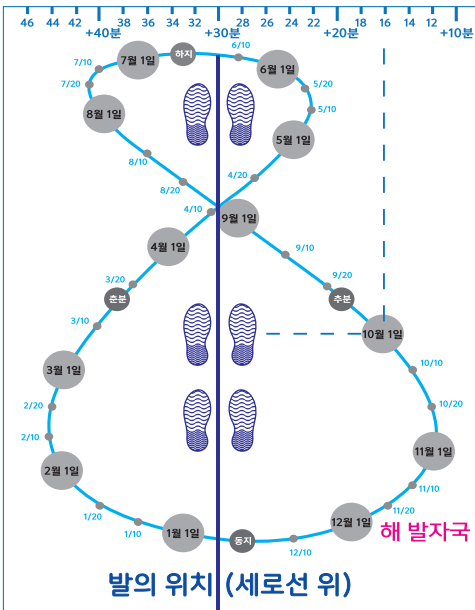 46 44 42 38 36 34 32 28 26 24 22 18 16 14 12
+40분 +30분 +20분 +10분
6/10
하지
7/10 7월 1일
6월 1일
7/20 5/20
8월 1일 5/10
5월 1일
8/10
8/20 4/20
4/10 9월 1일
4월 1일
9/10
3/20 9/20
춘분 추분
3/10 10월 1일
3월 1일 10/10
2/20 10/20
2/10
11월 1일
2월 1일
11/10
1/20 11/20
1/10 12월 1일 해 발자국
1월 1일
동지 12/10
발의 위치 (세로선 위)